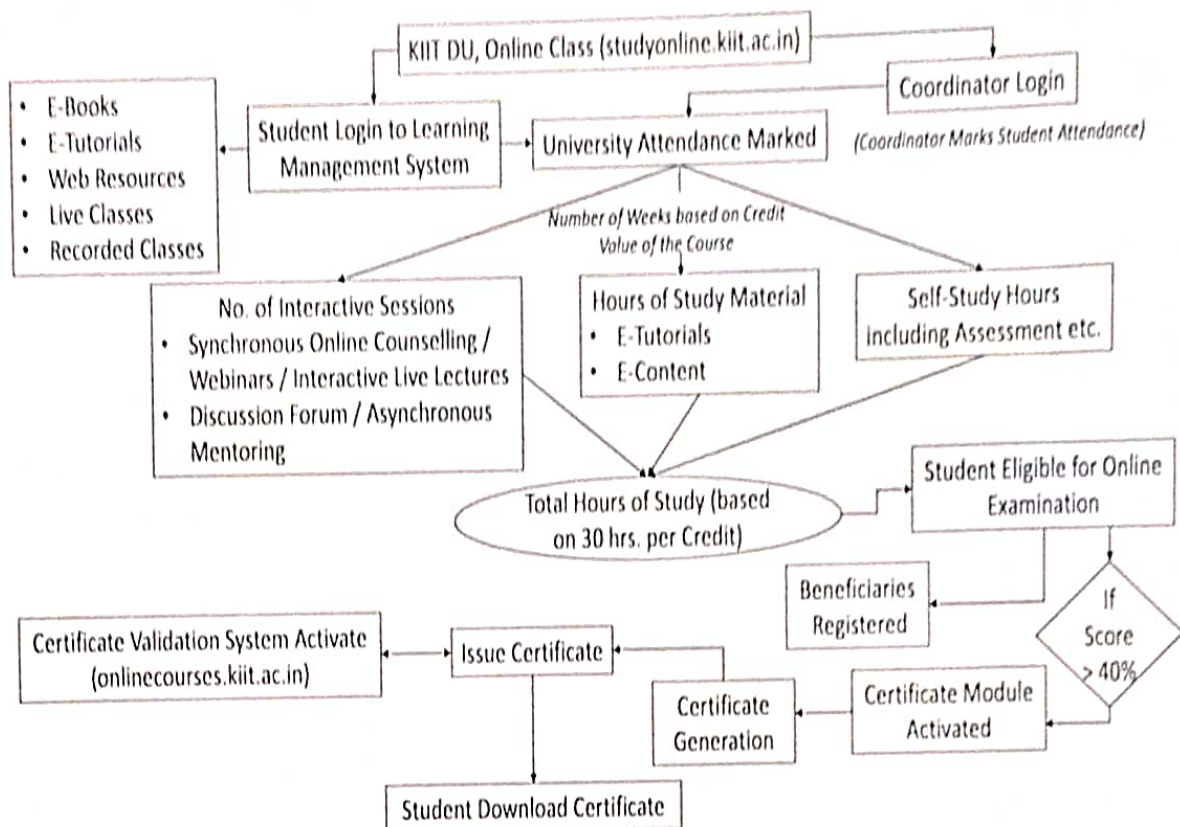 KIIT DU, Online Class (studyonline.kiit.ac.in)
Coordinator Login
(Coordinator Marks Student Attendance)
• E-Books
• E-Tutorials
• Web Resources
• Live Classes
• Recorded Classes
Student Login to Learning
Management System
University Attendance Marked
Number of Weeks based on Credit
Value of the Course
No. of Interactive Sessions
• Synchronous Online Counselling /
Webinars / Interactive Live Lectures
• Discussion Forum / Asynchronous
Mentoring
Hours of Study Material
• E-Tutorials
• E-Content
Self-Study Hours
including Assessment etc.
Total Hours of Study (based
on 30 hrs. per Credit)
Student Eligible for Online
Examination
Beneficiaries
Registered
If
Score
> 40%
Certificate Module
Activated
Certificate
Generation
Issue Certificate
Certificate Validation System Activate
(onlinecourses.kiit.ac.in)
Student Download Certificate